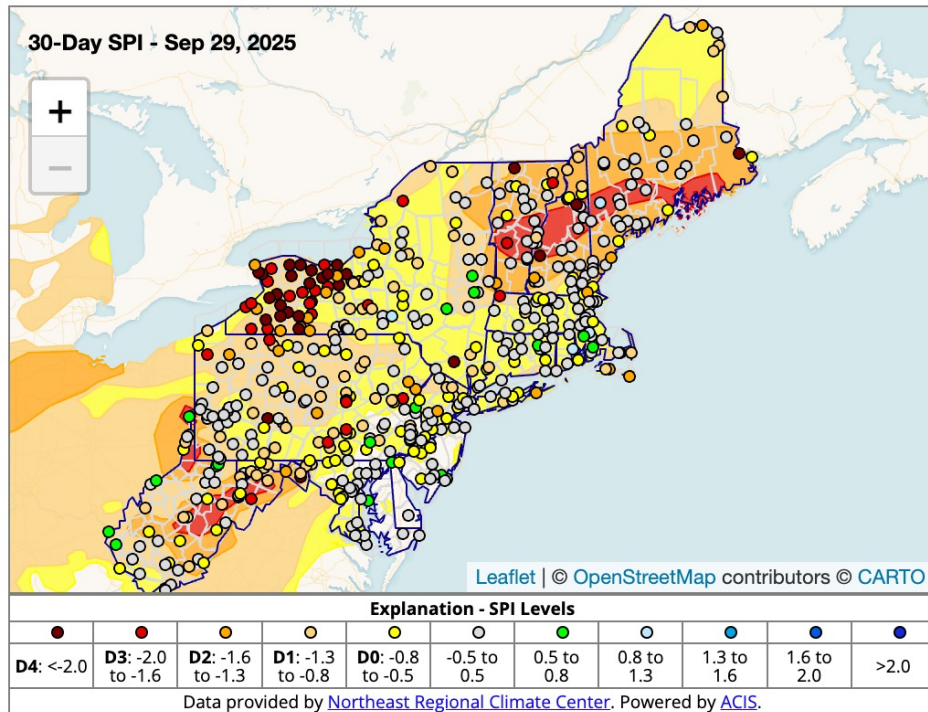 30-Day SPI - Sep 29, 2025
+
−
Leaflet | © OpenStreetMap contributors © CARTO
Explanation - SPI Levels
D4: <-2.0
D3: -2.0 to -1.6
D2: -1.6 to -1.3
D1: -1.3 to -0.8
D0: -0.8 to -0.5
-0.5 to 0.5
0.5 to 0.8
0.8 to 1.3
1.3 to 1.6
1.6 to 2.0
>2.0
Data provided by Northeast Regional Climate Center. Powered by ACIS.